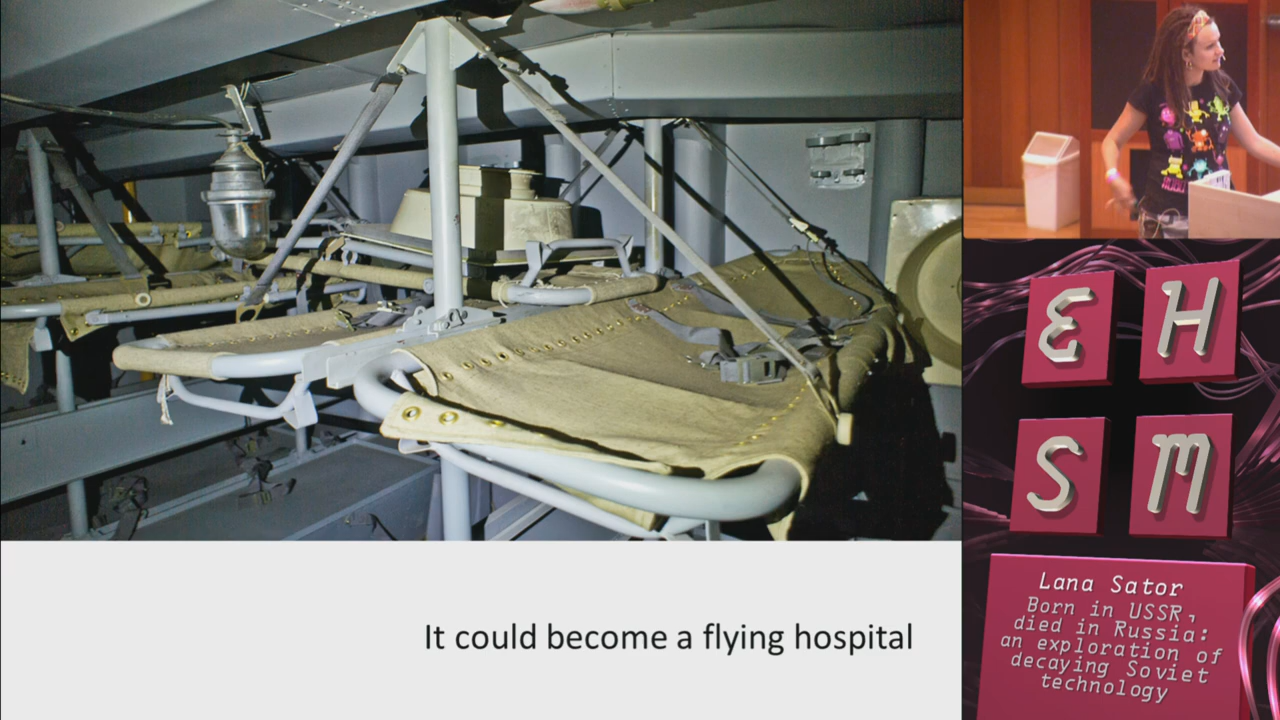 It could become a flying hospital
E H
S M
Lana Sator
Born in USSR,
died in Russia:
an exploration of
decaying Soviet
technology